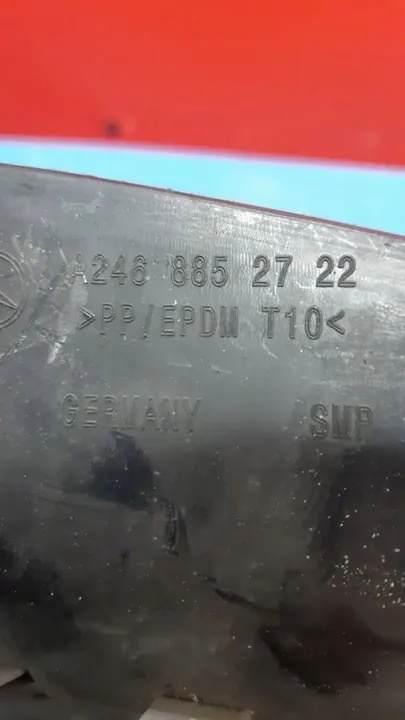 A246 885 27 22
>PP/EPDM T10<
GERMANY SMP